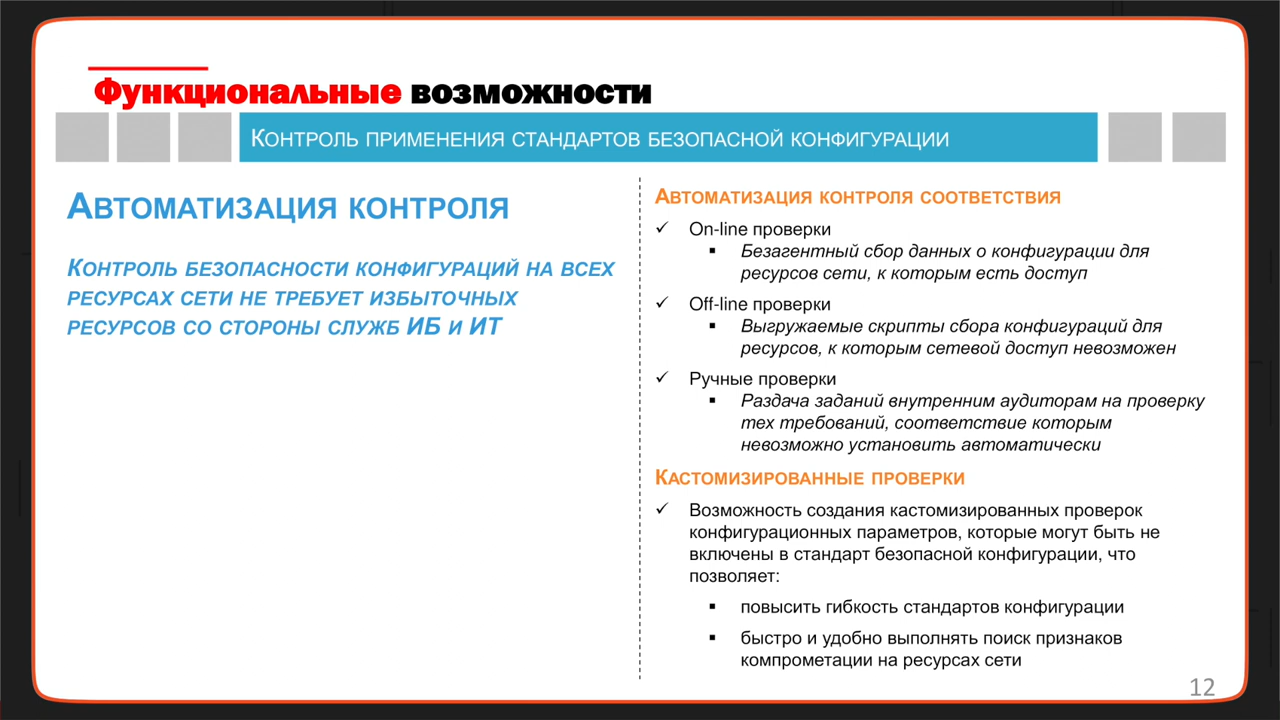 Функциональные возможности
Контроль применения стандартов безопасной конфигурации
Автоматизация контроля
Контроль безопасности конфигураций на всех
ресурсах сети не требует избыточных
ресурсов со стороны служб ИБ и ИТ
Автоматизация контроля соответствия
✓ On-line проверки
▪ Безагентный сбор данных о конфигурации для
ресурсов сети, к которым есть доступ
✓ Off-line проверки
▪ Выгружаемые скрипты сбора конфигураций для
ресурсов, к которым сетевой доступ невозможен
✓ Ручные проверки
▪ Раздача заданий внутренним аудиторам на проверку
тех требований, соответствие которым
невозможно установить автоматически
Кастомизированные проверки
✓ Возможность создания кастомизированных проверок
конфигурационных параметров, которые могут быть не
включены в стандарт безопасной конфигурации, что
позволяет:
▪ повысить гибкость стандартов конфигурации
▪ быстро и удобно выполнять поиск признаков
компрометации на ресурсах сети
12